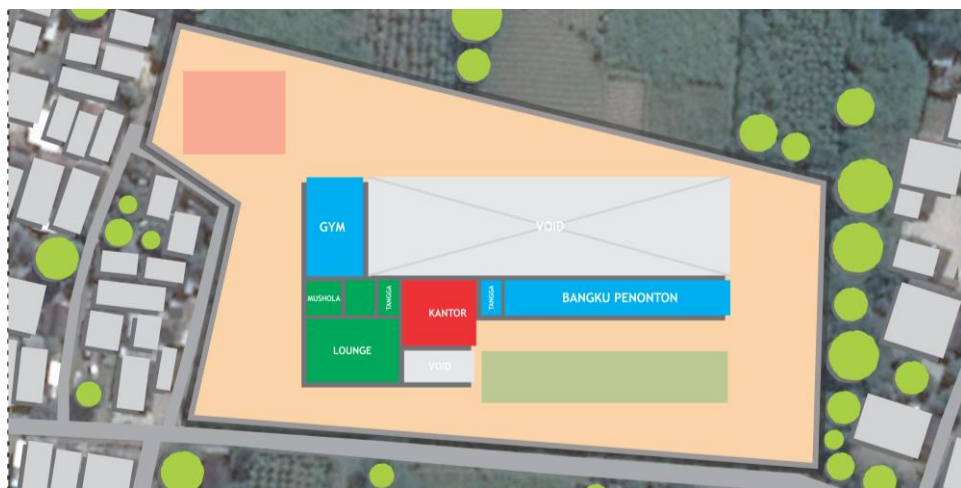 GYM
VOID
MUSHOLA
TANGGA
KANTOR
TANGGA
BANGKU PENONTON
LOUNGE
VOID